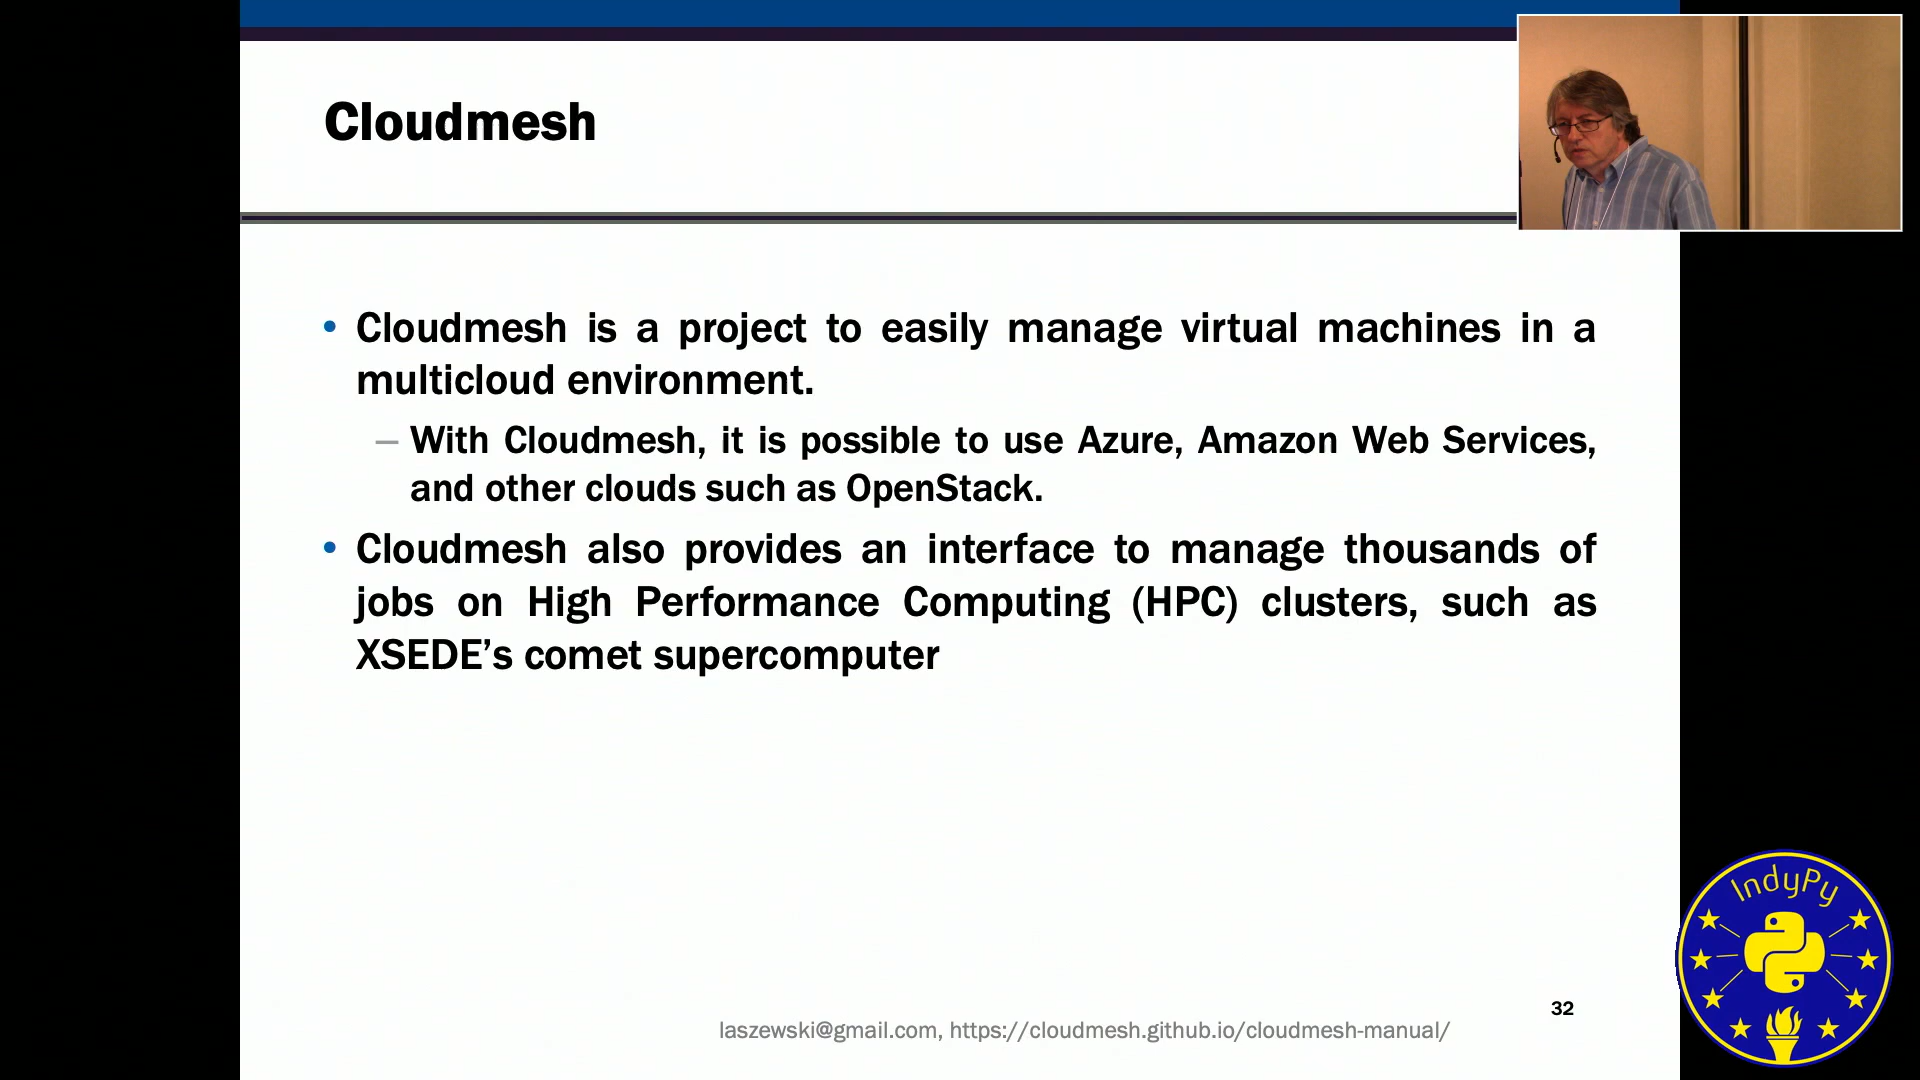 Cloudmesh
• Cloudmesh is a project to easily manage virtual machines in a
multicloud environment.
– With Cloudmesh, it is possible to use Azure, Amazon Web Services,
and other clouds such as OpenStack.
• Cloudmesh also provides an interface to manage thousands of
jobs on High Performance Computing (HPC) clusters, such as
XSEDE’s comet supercomputer
IndyPy
32
laszewski@gmail.com, https://cloudmesh.github.io/cloudmesh-manual/